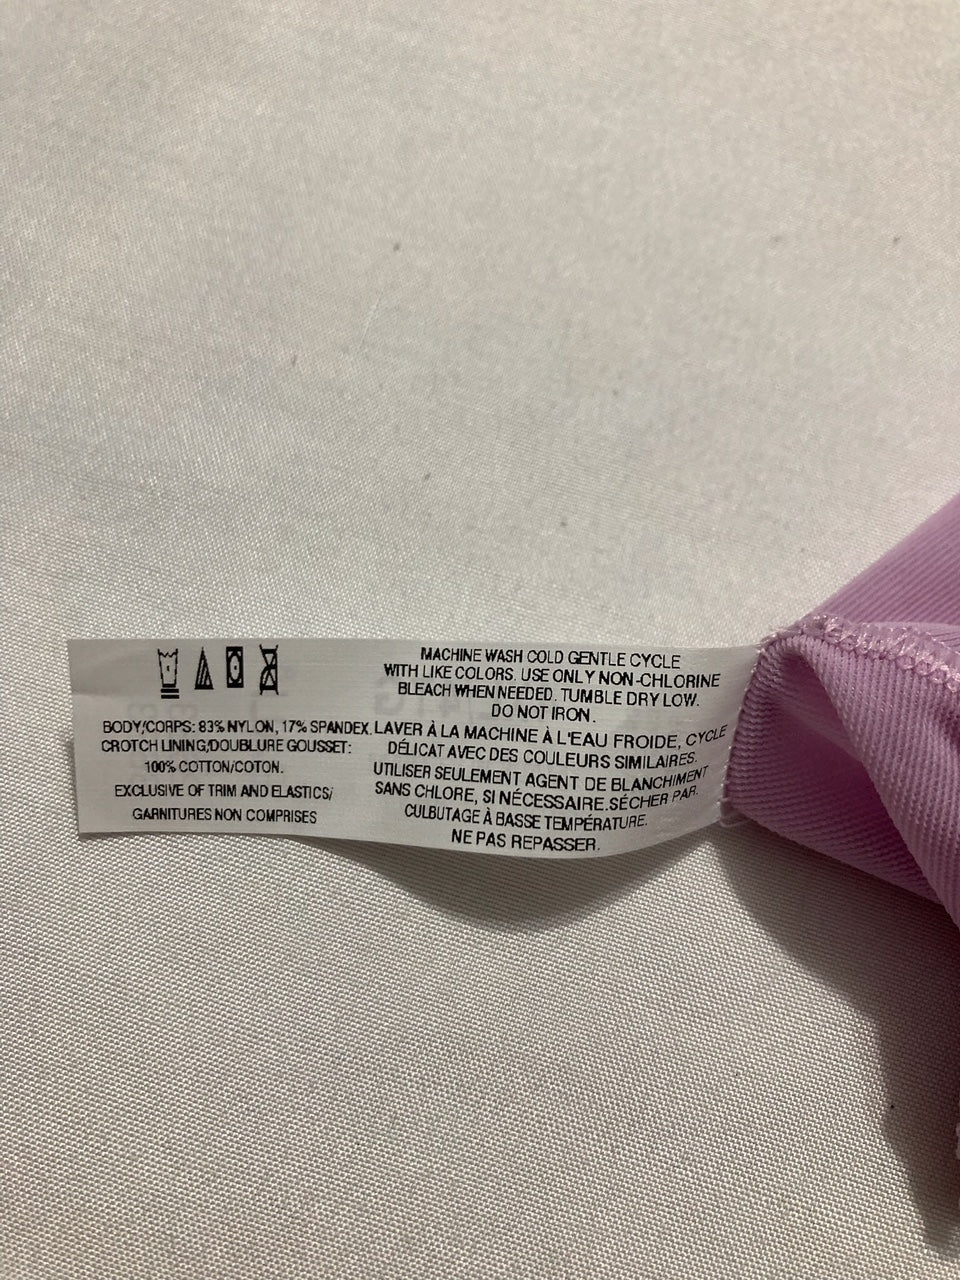 BODY/CORPS: 83% NYLON, 17% SPANDEX.
CROTCH LINING/DOUBLURE GOUSSET:
100% COTTON/COTON.
EXCLUSIVE OF TRIM AND ELASTICS/
GARNITURES NON COMPRISES
MACHINE WASH COLD GENTLE CYCLE
WITH LIKE COLORS. USE ONLY NON-CHLORINE
BLEACH WHEN NEEDED. TUMBLE DRY LOW.
DO NOT IRON.
LAVER À LA MACHINE À L'EAU FROIDE, CYCLE
DÉLICAT AVEC DES COULEURS SIMILAIRES.
UTILISER SEULEMENT AGENT DE BLANCHIMENT
SANS CHLORE, SI NÉCESSAIRE.SÉCHER PAR.
CULBUTAGE À BASSE TEMPÉRATURE.
NE PAS REPASSER.